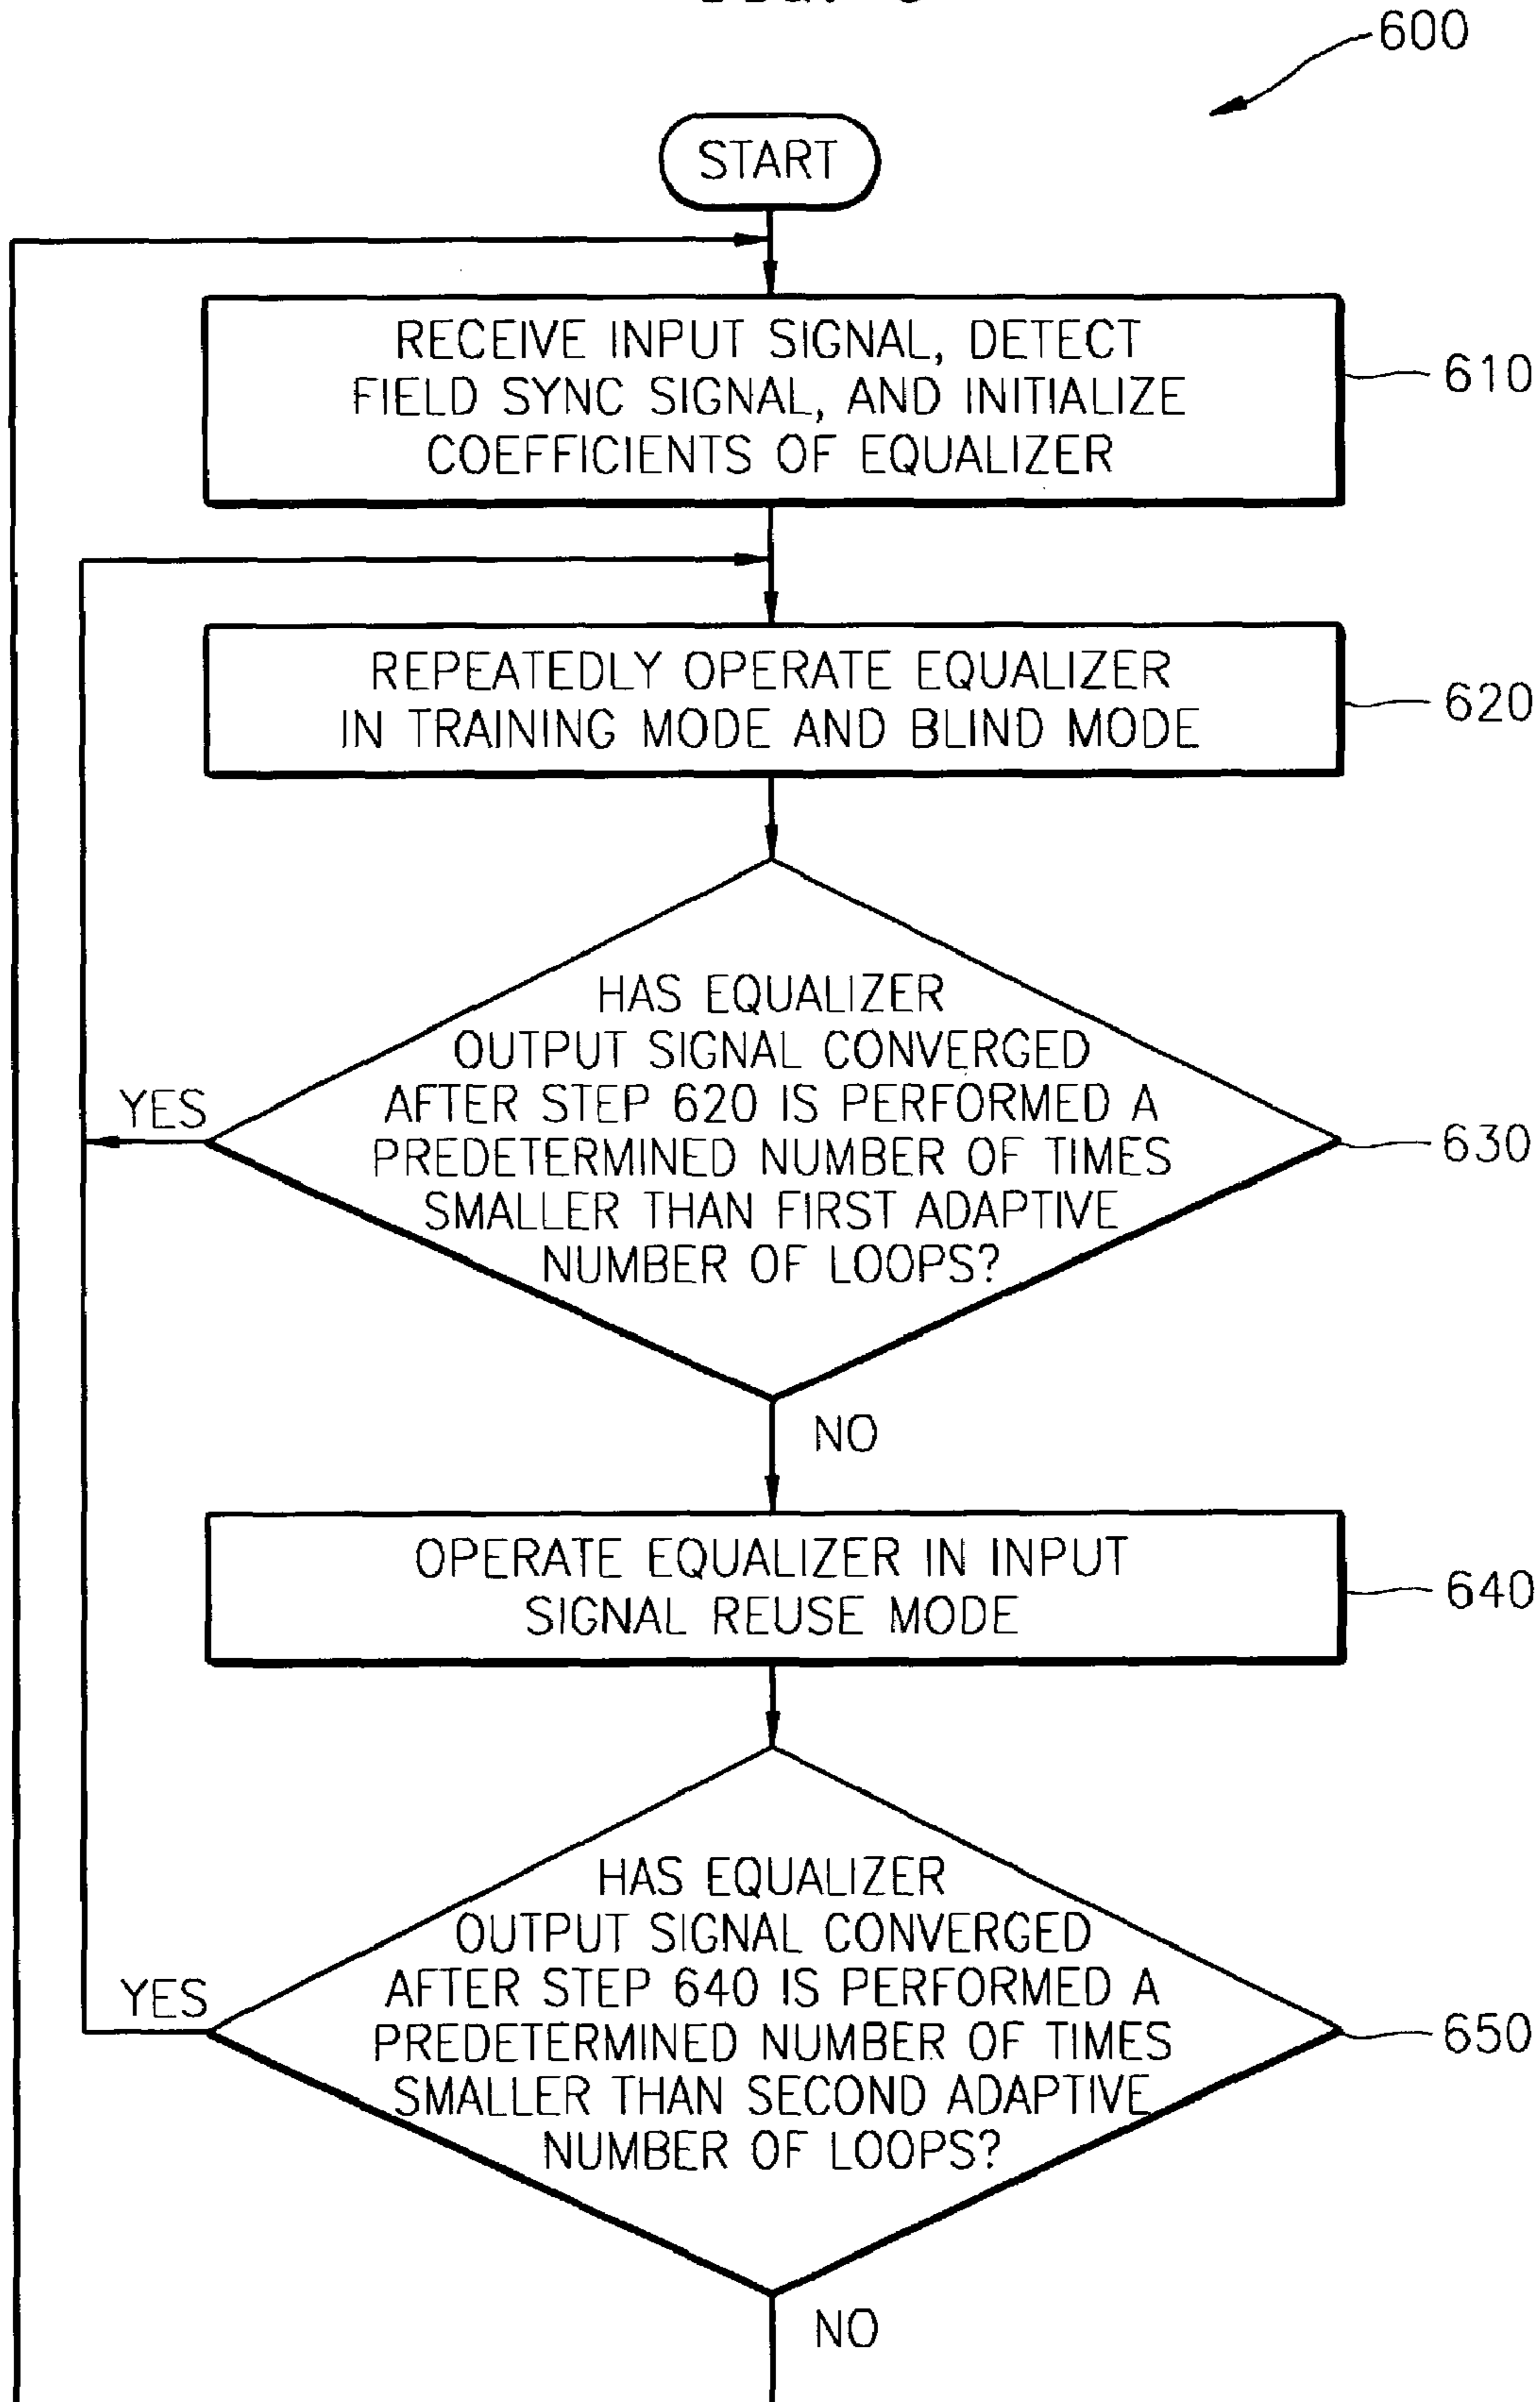 600
START
RECEIVE INPUT SIGNAL, DETECT
FIELD SYNC SIGNAL, AND INITIALIZE
COEFFICIENTS OF EQUALIZER
610
REPEATEDLY OPERATE EQUALIZER
IN TRAINING MODE AND BLIND MODE
620
HAS EQUALIZER
OUTPUT SIGNAL CONVERGED
AFTER STEP 620 IS PERFORMED A
PREDETERMINED NUMBER OF TIMES
SMALLER THAN FIRST ADAPTIVE
NUMBER OF LOOPS?
YES
630
NO
OPERATE EQUALIZER IN INPUT
SIGNAL REUSE MODE
640
HAS EQUALIZER
OUTPUT SIGNAL CONVERGED
AFTER STEP 640 IS PERFORMED A
PREDETERMINED NUMBER OF TIMES
SMALLER THAN SECOND ADAPTIVE
NUMBER OF LOOPS?
YES
650
NO